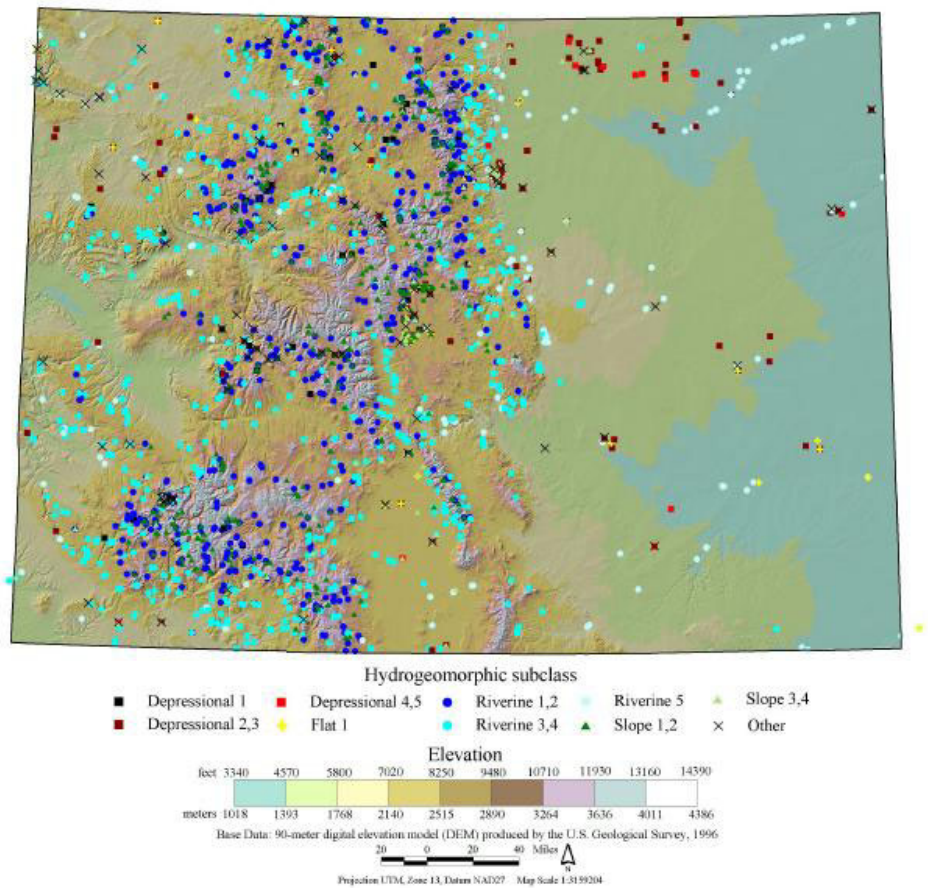 Hydrogeomorphic subclass
Depressional 1 Depressional 4,5 Riverine 1,2 Riverine 5 Slope 3,4
Depressional 2,3 Flat 1 Riverine 3,4 Slope 1,2 Other
Elevation
feet 3340 4570 5800 7020 8250 9480 10710 11930 13160 14390
meters 1018 1393 1768 2140 2515 2890 3264 3636 4011 4386
Base Data: 90-meter digital elevation model (DEM) produced by the U.S. Geological Survey, 1996
20 0 20 40 Miles
N
Projection UTM, Zone 13, Datum NAD27 Map Scale 1:3159204